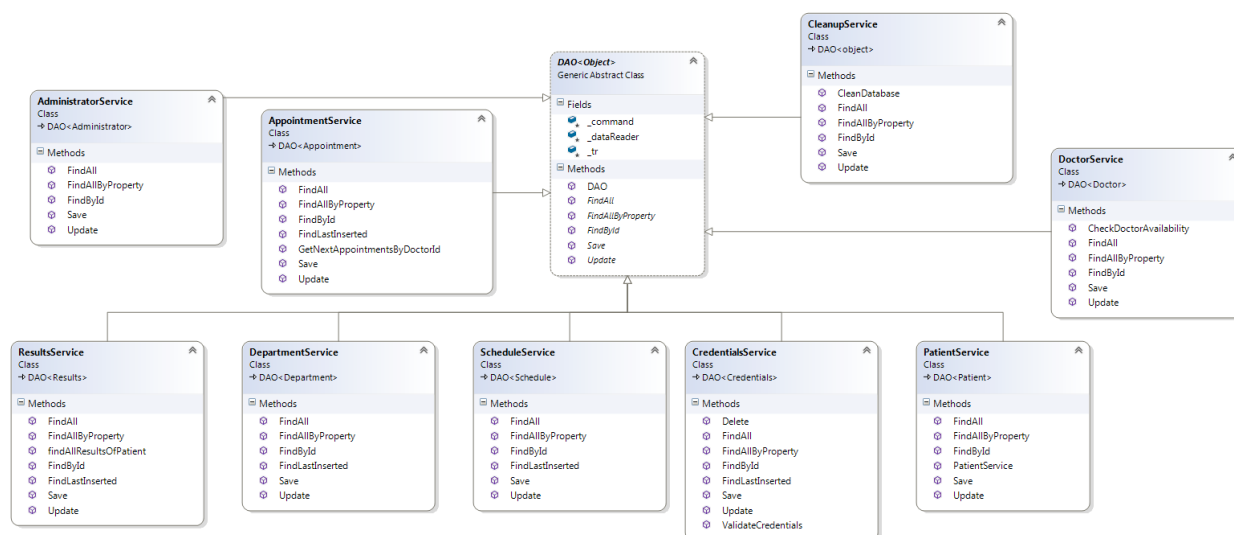 CleanupService
Class
DAO<object>
Methods
CleanDatabase
FindAll
FindAllByProperty
FindById
Save
Update
DAO<Object>
Generic Abstract Class
Fields
_command
_dataReader
_tr
Methods
DAO
FindAll
FindAllByProperty
FindById
Save
Update
AdministratorService
Class
DAO<Administrator>
Methods
FindAll
FindAllByProperty
FindById
Save
Update
AppointmentService
Class
DAO<Appointment>
Methods
FindAll
FindAllByProperty
FindById
FindLastInserted
GetNextAppointmentsByDoctorId
Save
Update
DoctorService
Class
DAO<Doctor>
Methods
CheckDoctorAvailability
FindAll
FindAllByProperty
FindById
Save
Update
ResultsService
Class
DAO<Results>
Methods
FindAll
FindAllByProperty
findAllResultsOfPatient
FindById
FindLastInserted
Save
Update
DepartmentService
Class
DAO<Department>
Methods
FindAll
FindAllByProperty
FindById
FindLastInserted
Save
Update
ScheduleService
Class
DAO<Schedule>
Methods
FindAll
FindAllByProperty
FindById
FindLastInserted
Save
Update
CredentialsService
Class
DAO<Credentials>
Methods
Delete
FindAll
FindAllByProperty
FindById
FindLastInserted
Save
Update
ValidateCredentials
PatientService
Class
DAO<Patient>
Methods
FindAll
FindAllByProperty
FindById
PatientService
Save
Update